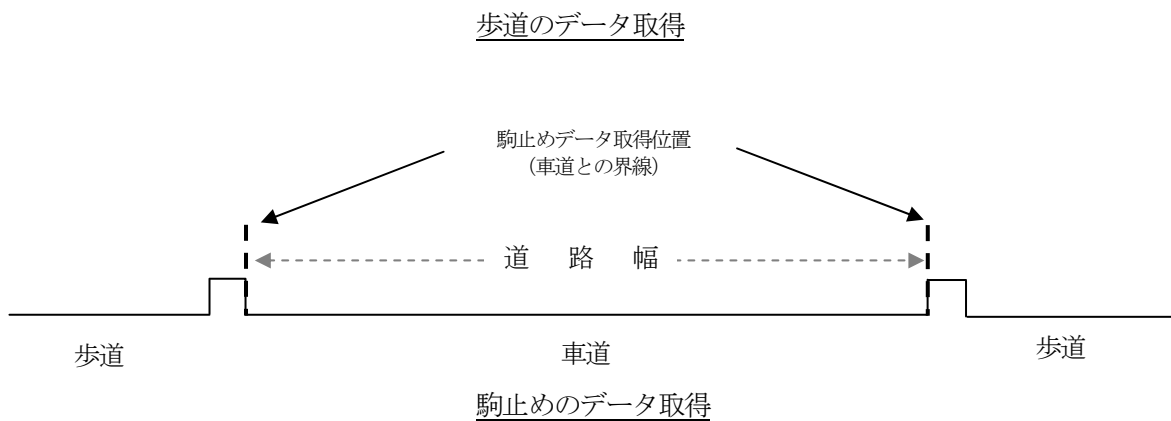 歩道のデータ取得
駒止めデータ取得位置
(車道との界線)
道 路 幅
歩道
車道
歩道
駒止めのデータ取得